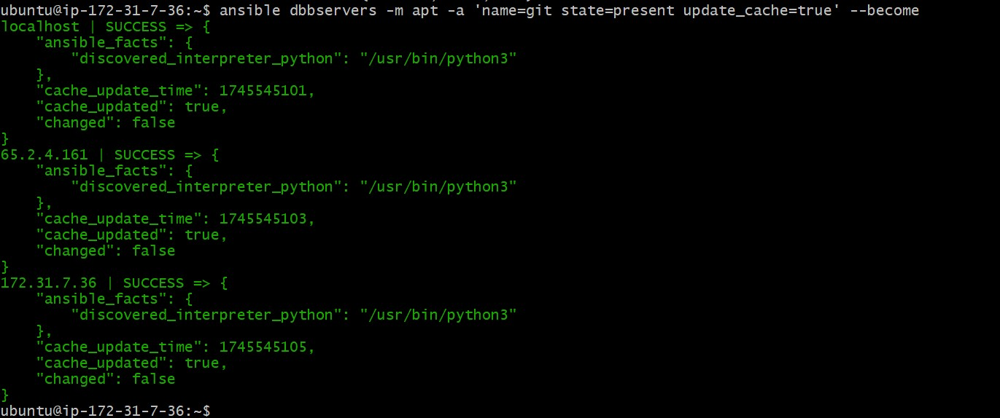 ubuntu@ip-172-31-7-36:~$ ansible dbbservers -m apt -a 'name=git state=present update_cache=true' --become
localhost | SUCCESS => {
    "ansible_facts": {
        "discovered_interpreter_python": "/usr/bin/python3"
    },
    "cache_update_time": 1745545101,
    "cache_updated": true,
    "changed": false
}
65.2.4.161 | SUCCESS => {
    "ansible_facts": {
        "discovered_interpreter_python": "/usr/bin/python3"
    },
    "cache_update_time": 1745545103,
    "cache_updated": true,
    "changed": false
}
172.31.7.36 | SUCCESS => {
    "ansible_facts": {
        "discovered_interpreter_python": "/usr/bin/python3"
    },
    "cache_update_time": 1745545105,
    "cache_updated": true,
    "changed": false
}
ubuntu@ip-172-31-7-36:~$